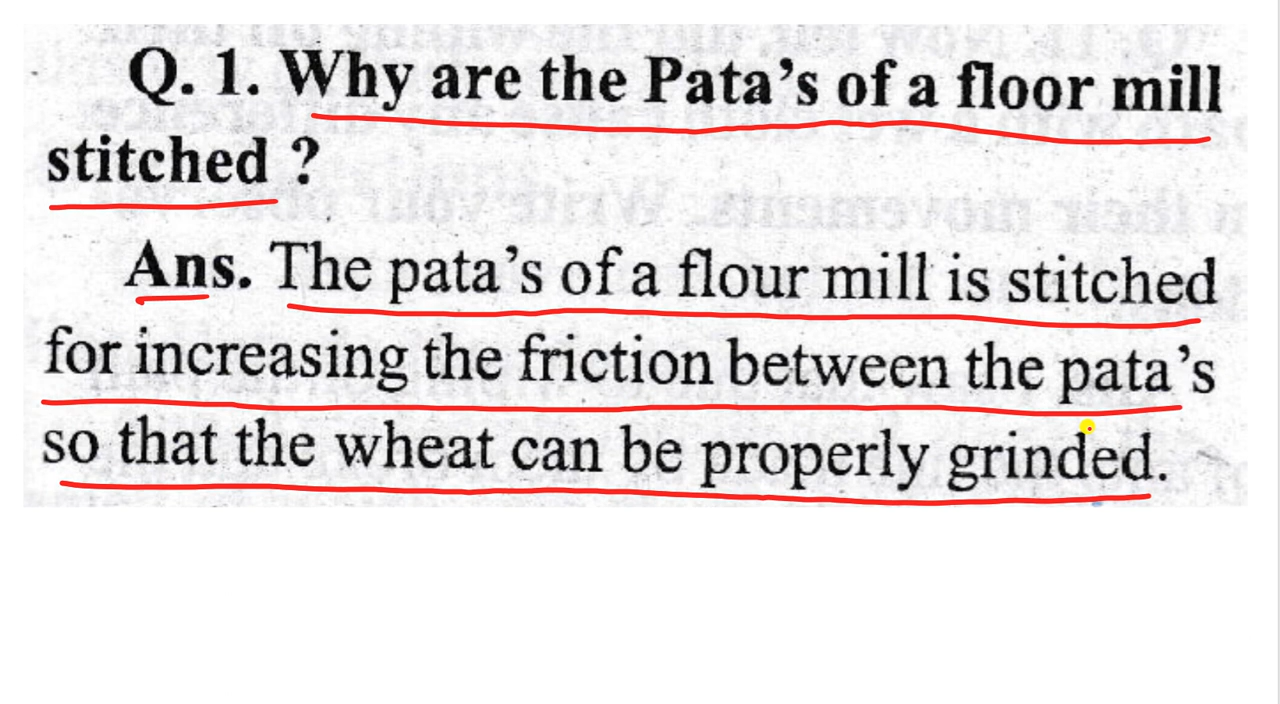 Q. 1. Why are the Pata's of a floor mill
stitched ?
Ans. The pata's of a flour mill is stitched
for increasing the friction between the pata's
so that the wheat can be properly grinded.